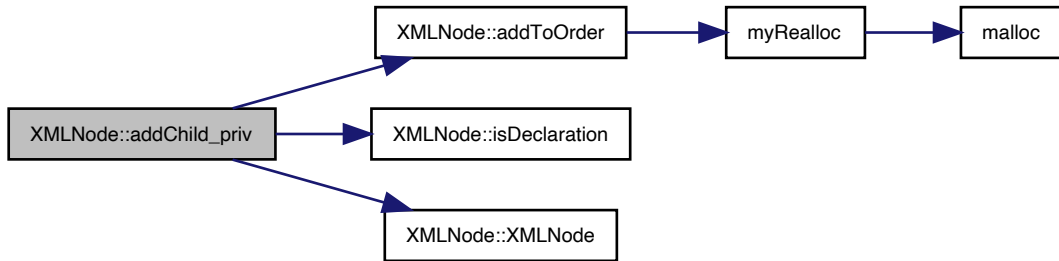 XMLNode::addToOrder
myRealloc
malloc
XMLNode::addChild_priv
XMLNode::isDeclaration
XMLNode::XMLNode